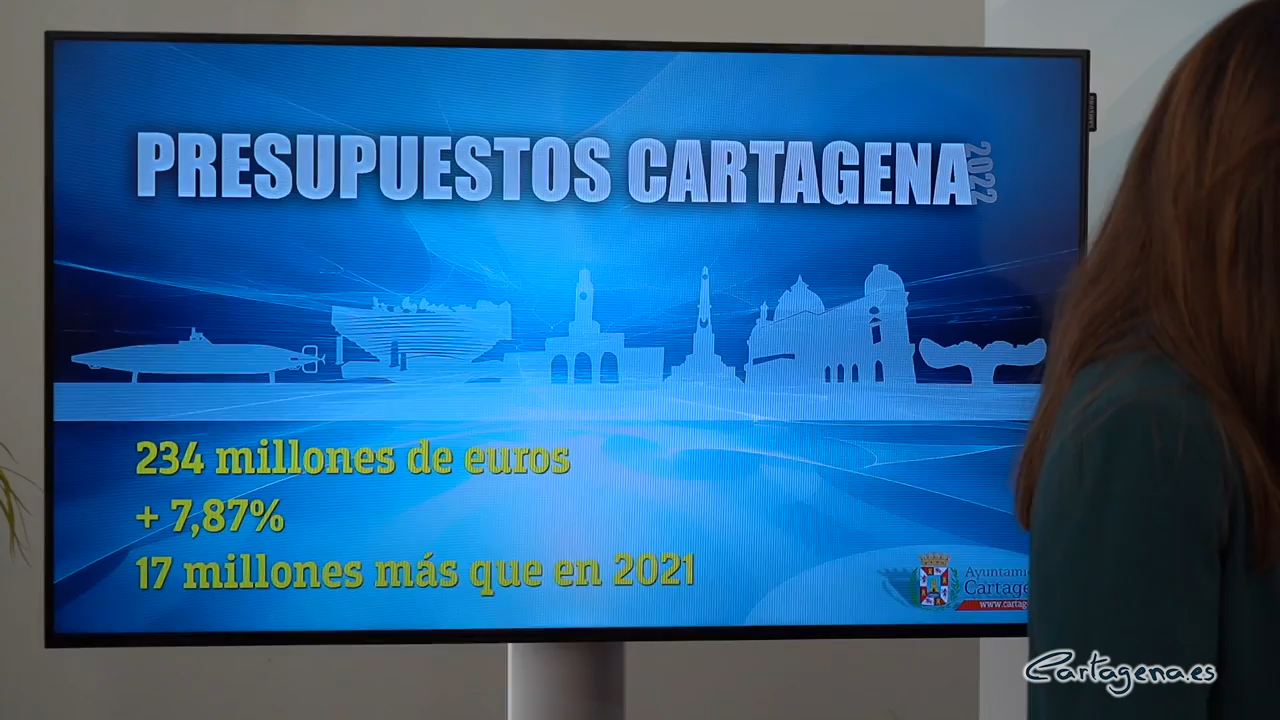 PRESUPUESTOS CARTAGENA 2022
234 millones de euros
+ 7,87%
17 millones más que en 2021
Cartagena.es